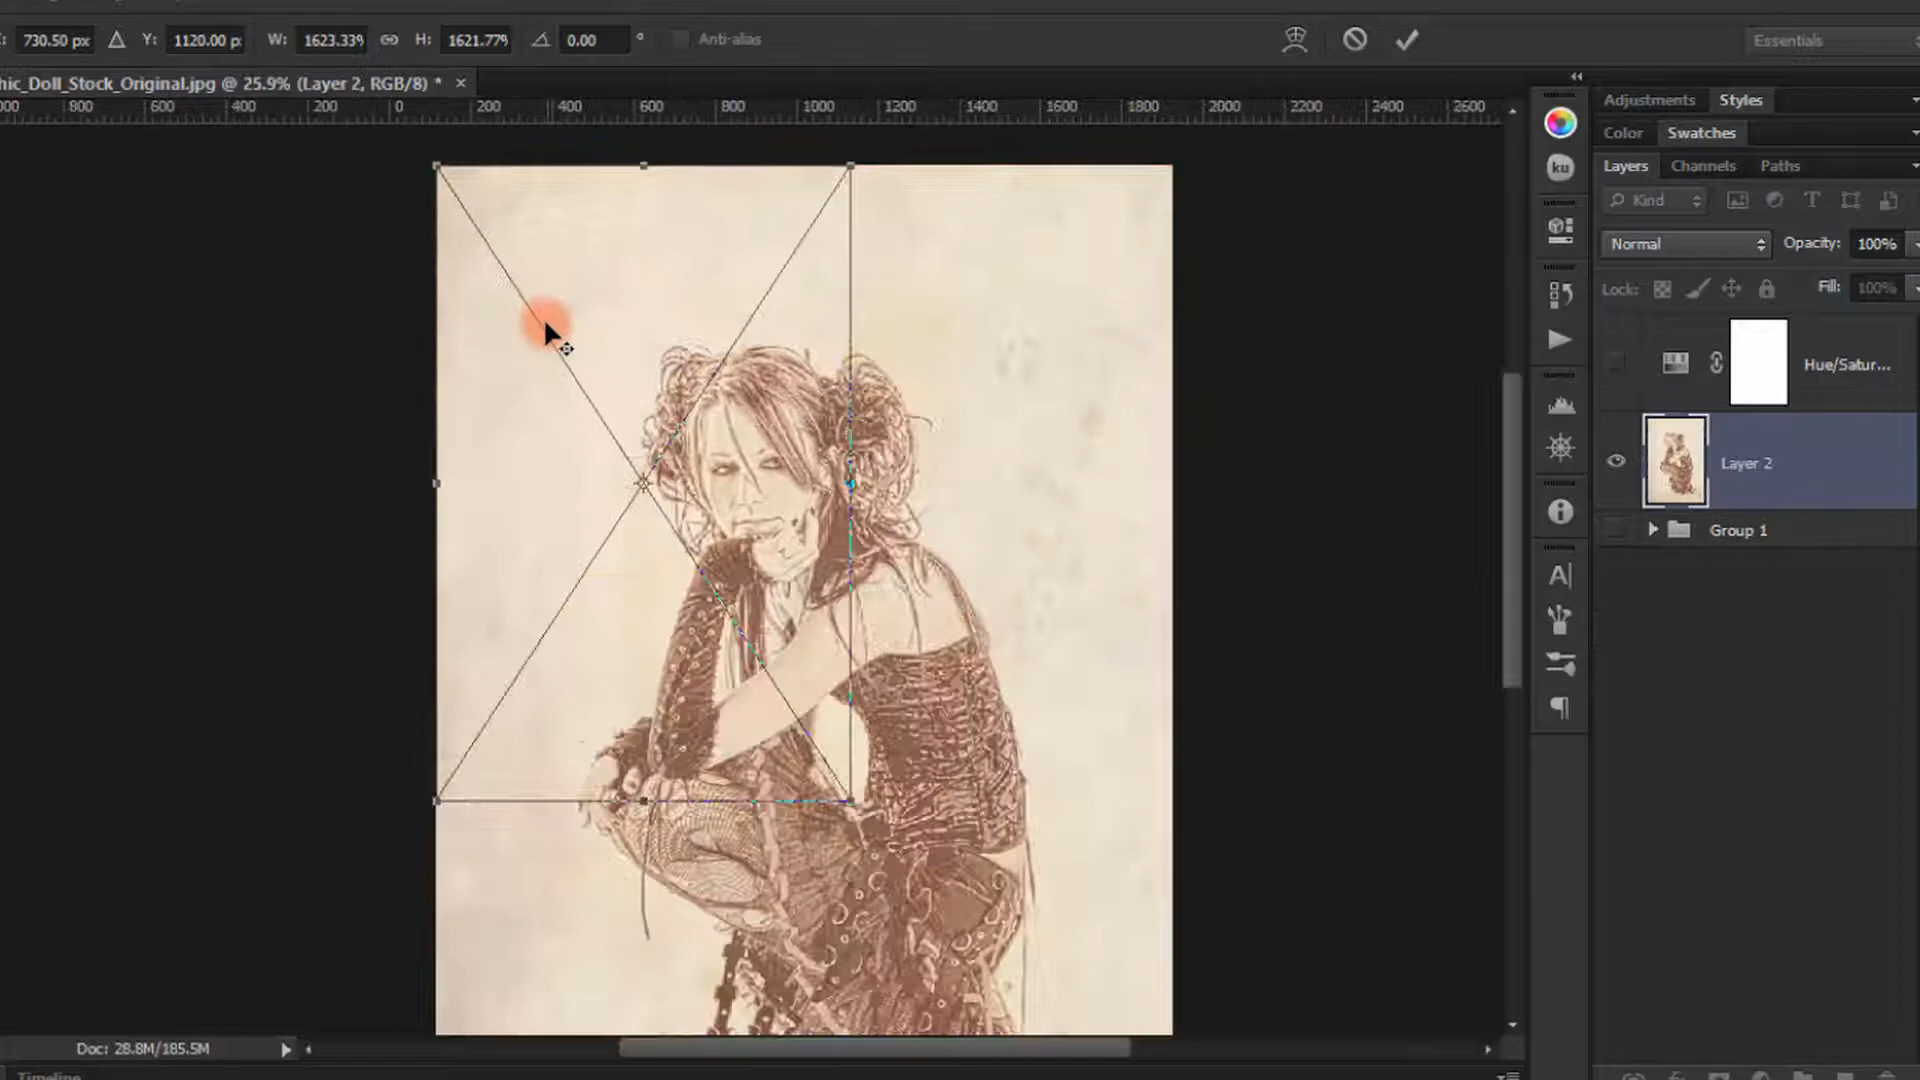 : 730.50 px Y: 1120.00 p W: 1623.33% H: 1621.77% 0.00 ° Anti-alias Essentials
hic_Doll_Stock_Original.jpg @ 25.9% (Layer 2, RGB/8) * ×
000 800 600 400 200 0 200 400 600 800 1000 1200 1400 1600 1800 2000 2200 2400 2600
Adjustments Styles
Color Swatches
ku
Layers Channels Paths
Kind T
Normal Opacity: 100%
Lock: Fill: 100%
Hue/Satur...
Layer 2
Group 1
A|
Doc: 28.8M/185.5M
Timeline